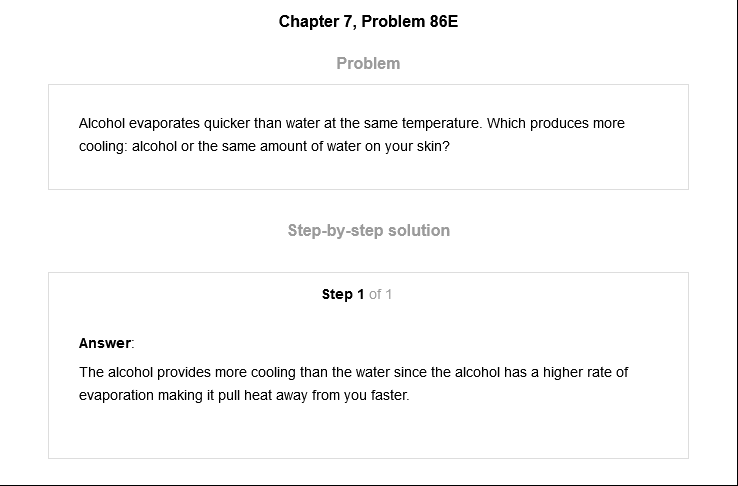 Chapter 7, Problem 86E
Problem
Alcohol evaporates quicker than water at the same temperature. Which produces more
cooling: alcohol or the same amount of water on your skin?
Step-by-step solution
Step 1 of 1
Answer:
The alcohol provides more cooling than the water since the alcohol has a higher rate of
evaporation making it pull heat away from you faster.